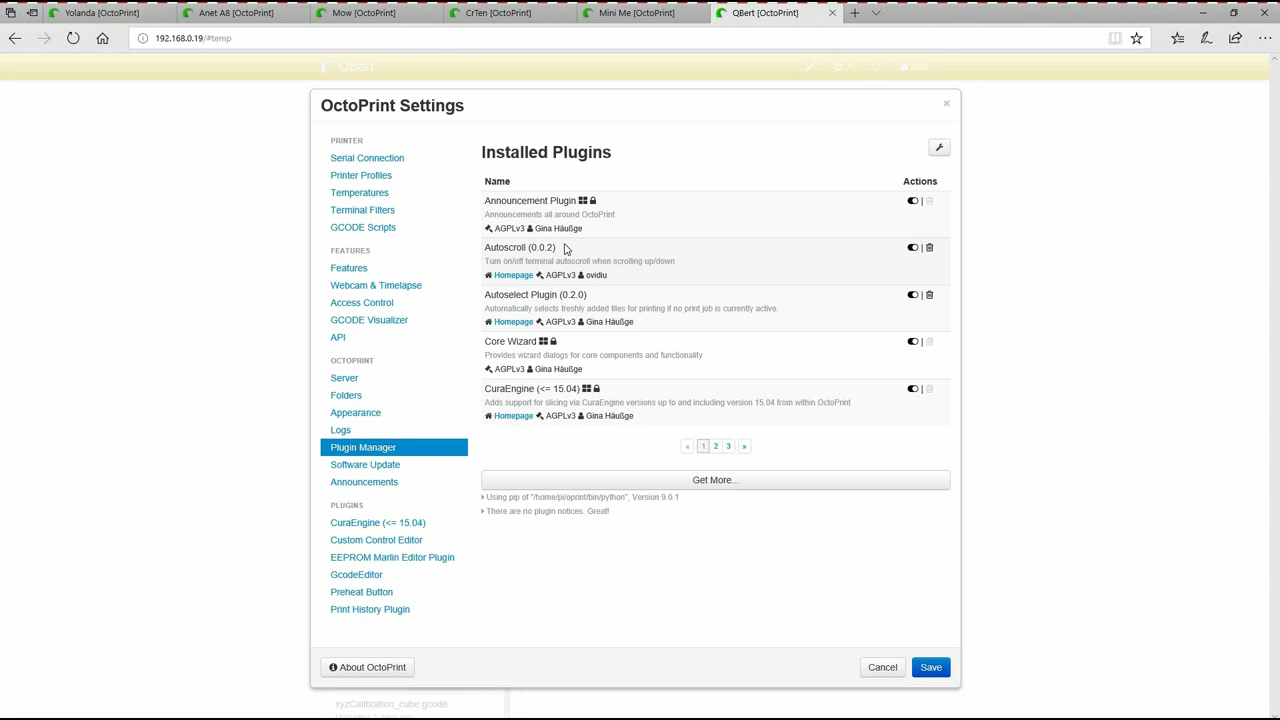 Yolanda [OctoPrint]
Anet A8 [OctoPrint]
Mow [OctoPrint]
CrTen [OctoPrint]
Mini Me [OctoPrint]
QBert [OctoPrint]
192.168.0.19/#temp
QBert
OctoPrint Settings
PRINTER
Serial Connection
Printer Profiles
Temperatures
Terminal Filters
GCODE Scripts
FEATURES
Features
Webcam & Timelapse
Access Control
GCODE Visualizer
API
OCTOPRINT
Server
Folders
Appearance
Logs
Plugin Manager
Software Update
Announcements
PLUGINS
CuraEngine (<= 15.04)
Custom Control Editor
EEPROM Marlin Editor Plugin
GcodeEditor
Preheat Button
Print History Plugin
Installed Plugins
Name Actions
Announcement Plugin |
Announcements all around OctoPrint
AGPLv3 Gina Häußge
Autoscroll (0.0.2) |
Turn on/off terminal autoscroll when scrolling up/down
Homepage AGPLv3 ovidiu
Autoselect Plugin (0.2.0) |
Automatically selects freshly added files for printing if no print job is currently active.
Homepage AGPLv3 Gina Häußge
Core Wizard |
Provides wizard dialogs for core components and functionality
AGPLv3 Gina Häußge
CuraEngine (<= 15.04) |
Adds support for slicing via CuraEngine versions up to and including version 15.04 from within OctoPrint
Homepage AGPLv3 Gina Häußge
« 1 2 3 »
Get More...
Using pip of "/home/pi/oprint/bin/python", Version 9.0.1
There are no plugin notices. Great!
About OctoPrint
Cancel
Save
xyzCalibration_cube.gcode